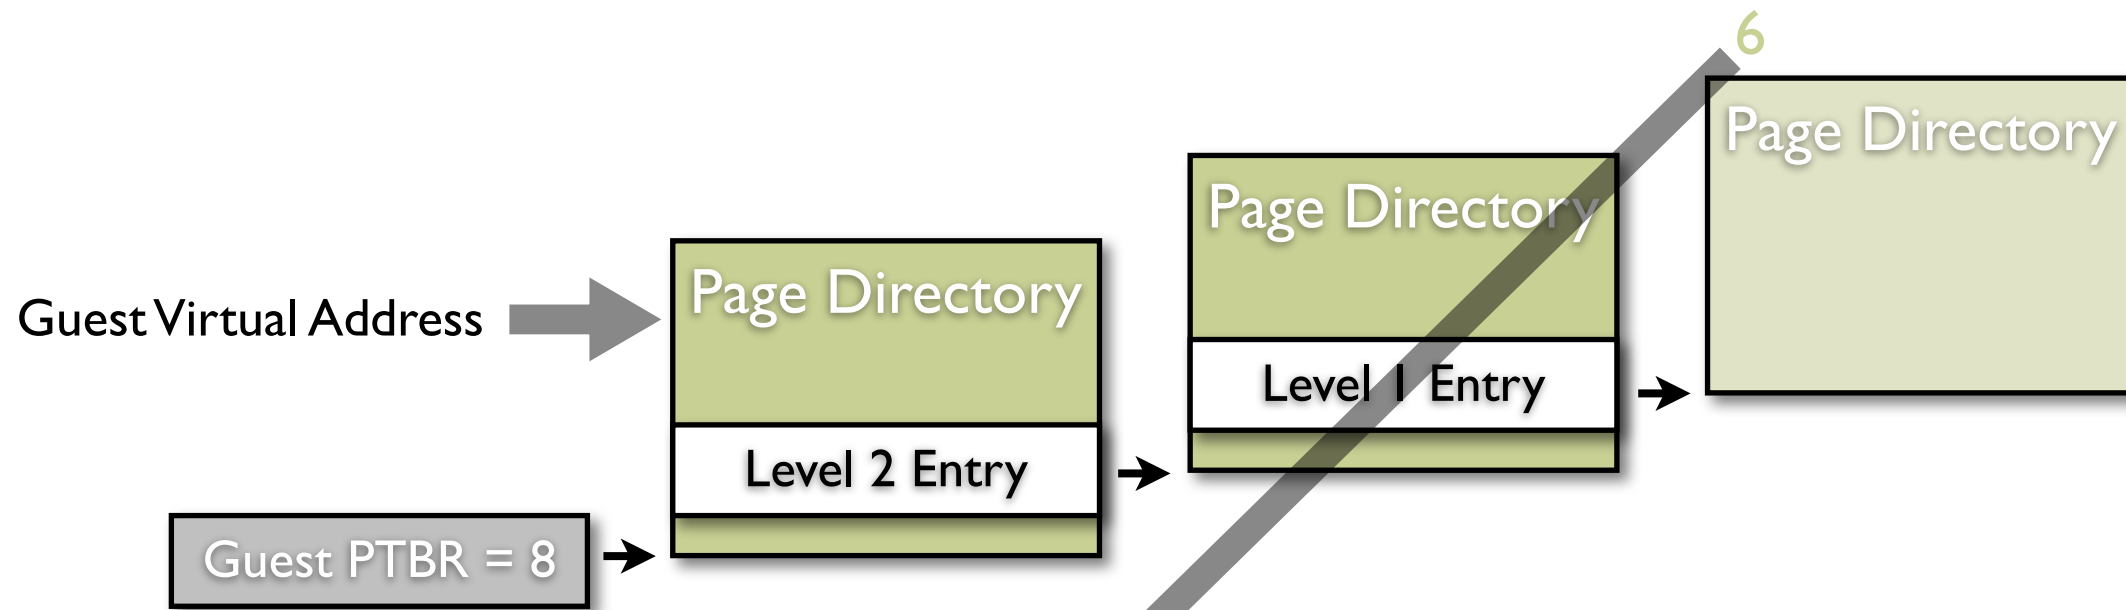 6
Page Directory
Page Directory
Page Directory
Guest Virtual Address
Level 1 Entry
Level 2 Entry
Guest PTBR = 8